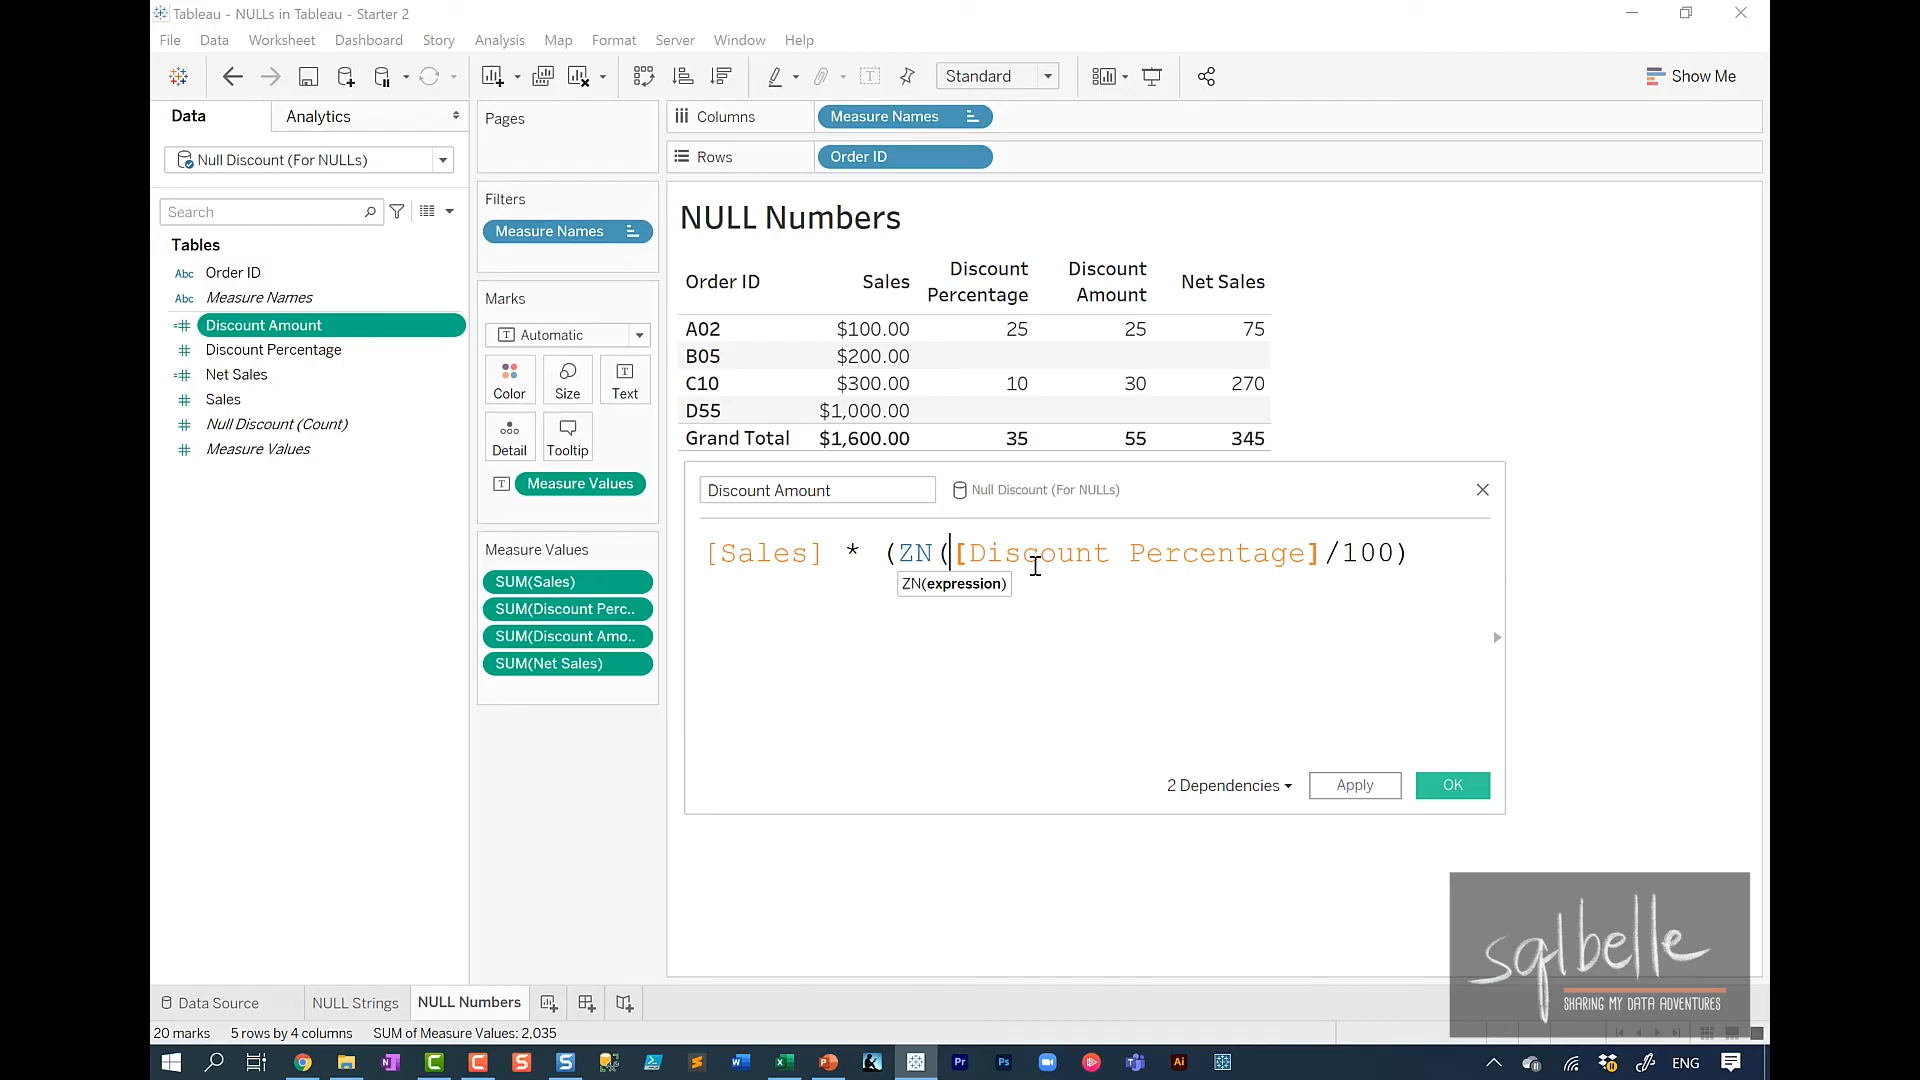 Tableau - NULLs in Tableau - Starter 2
File Data Worksheet Dashboard Story Analysis Map Format Server Window Help
Standard
Show Me
Data
Analytics
Null Discount (For NULLs)
Search
Tables
Abc Order ID
Abc Measure Names
=# Discount Amount
# Discount Percentage
=# Net Sales
# Sales
# Null Discount (Count)
# Measure Values
Pages
Filters
Measure Names
Marks
Automatic
Color Size Text
Detail Tooltip
Measure Values
Measure Values
SUM(Sales)
SUM(Discount Perc..
SUM(Discount Amo..
SUM(Net Sales)
Columns Measure Names
Rows Order ID
NULL Numbers
Order ID Sales Discount Percentage Discount Amount Net Sales
A02 $100.00 25 25 75
B05 $200.00
C10 $300.00 10 30 270
D55 $1,000.00
Grand Total $1,600.00 35 55 345
Discount Amount Null Discount (For NULLs)
[Sales] * (ZN([Discount Percentage]/100)
ZN(expression)
2 Dependencies Apply OK
sqlbelle
SHARING MY DATA ADVENTURES
Data Source NULL Strings NULL Numbers
20 marks 5 rows by 4 columns SUM of Measure Values: 2,035
ENG